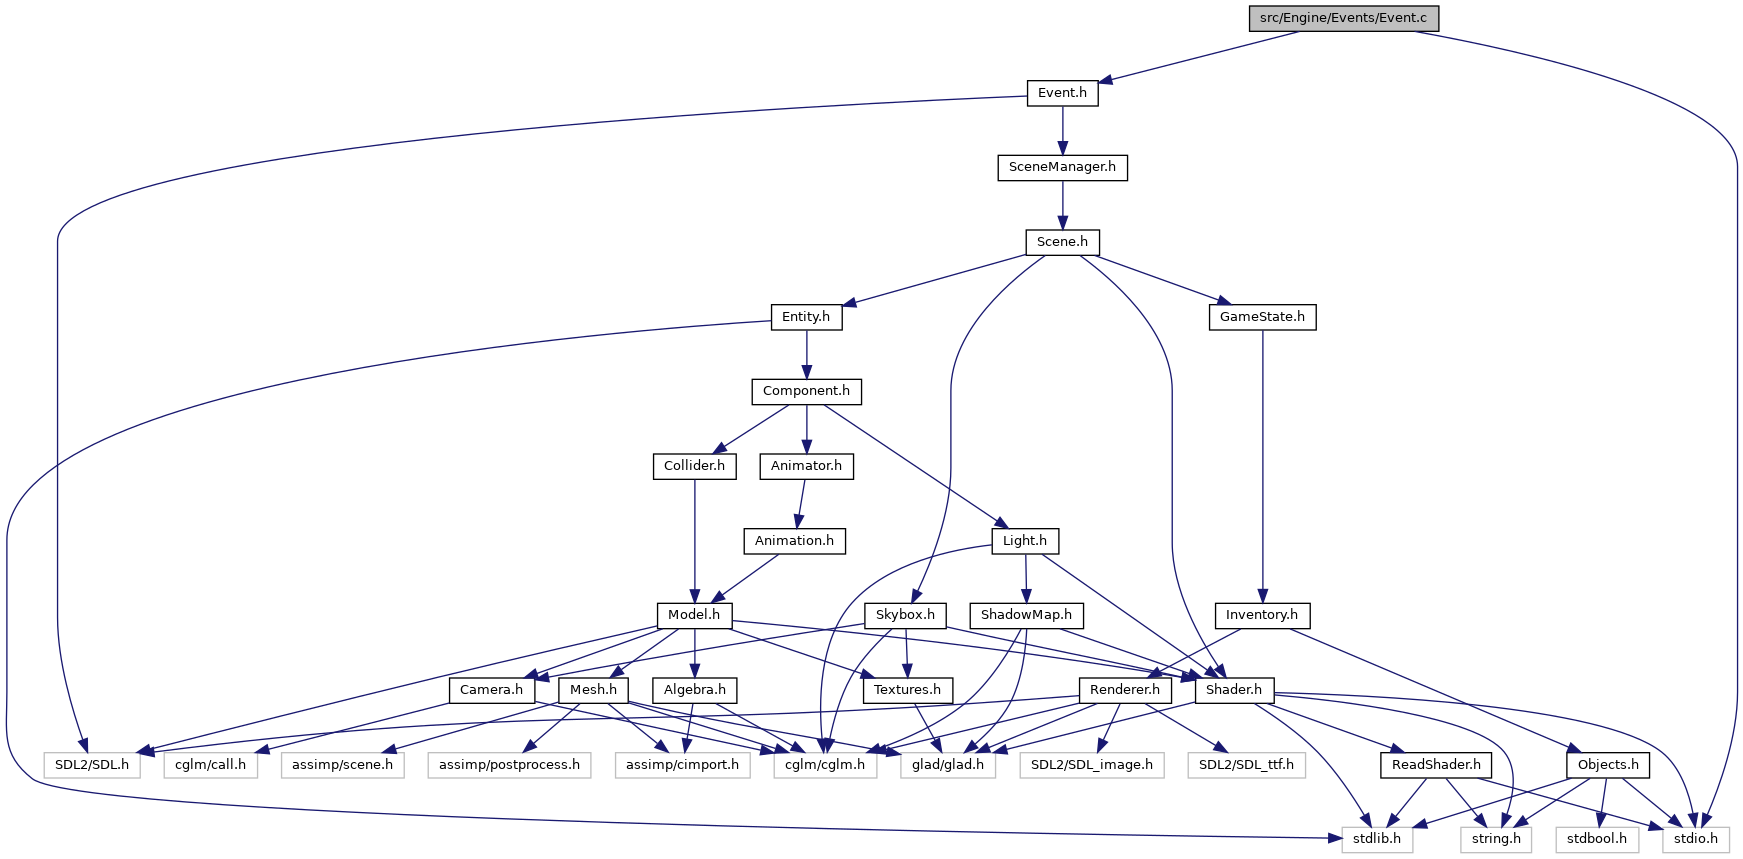 src/Engine/Events/Event.c
Event.h
SceneManager.h
Scene.h
Entity.h
GameState.h
Component.h
Collider.h
Animator.h
Animation.h
Light.h
Model.h
Skybox.h
ShadowMap.h
Inventory.h
Camera.h
Mesh.h
Algebra.h
Textures.h
Renderer.h
Shader.h
SDL2/SDL.h
cglm/call.h
assimp/scene.h
assimp/postprocess.h
assimp/cimport.h
cglm/cglm.h
glad/glad.h
SDL2/SDL_image.h
SDL2/SDL_ttf.h
ReadShader.h
Objects.h
stdlib.h
string.h
stdbool.h
stdio.h